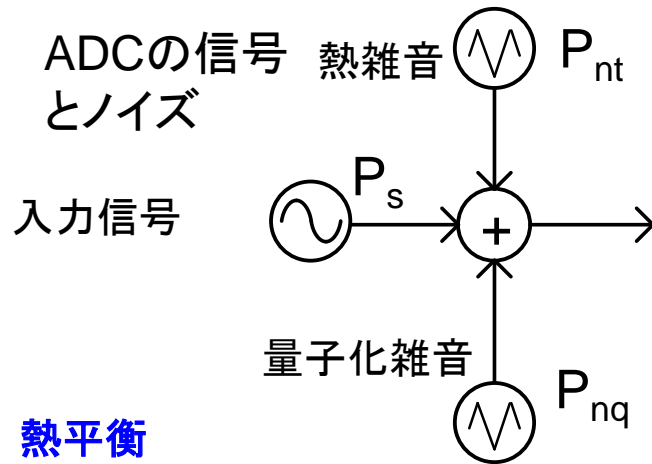 ADCの信号
とノイズ
熱雑音
Pnt
Ps
入力信号
+
量子化雑音
Pnq
熱平衡